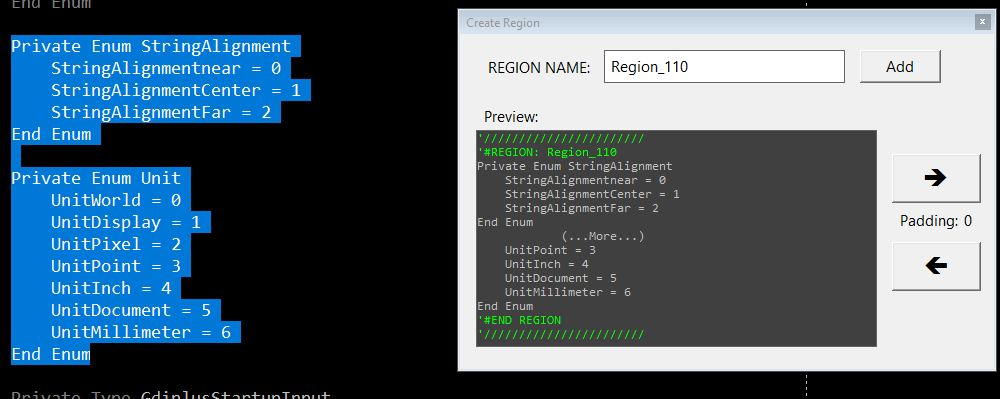 End Enum
Private Enum StringAlignment
    StringAlignmentnear = 0
    StringAlignmentCenter = 1
    StringAlignmentFar = 2
End Enum
Private Enum Unit
    UnitWorld = 0
    UnitDisplay = 1
    UnitPixel = 2
    UnitPoint = 3
    UnitInch = 4
    UnitDocument = 5
    UnitMillimeter = 6
End Enum
Private Type GdiplusStartupInput
Create Region
x
REGION NAME:
Region_110
Add
Preview:
'///////////////////////
'#REGION: Region_110
Private Enum StringAlignment
    StringAlignmentnear = 0
    StringAlignmentCenter = 1
    StringAlignmentFar = 2
End Enum
            (...More...)
    UnitPoint = 3
    UnitInch = 4
    UnitDocument = 5
    UnitMillimeter = 6
End Enum
'#END REGION
'///////////////////////
🡲
Padding: 0
🡰